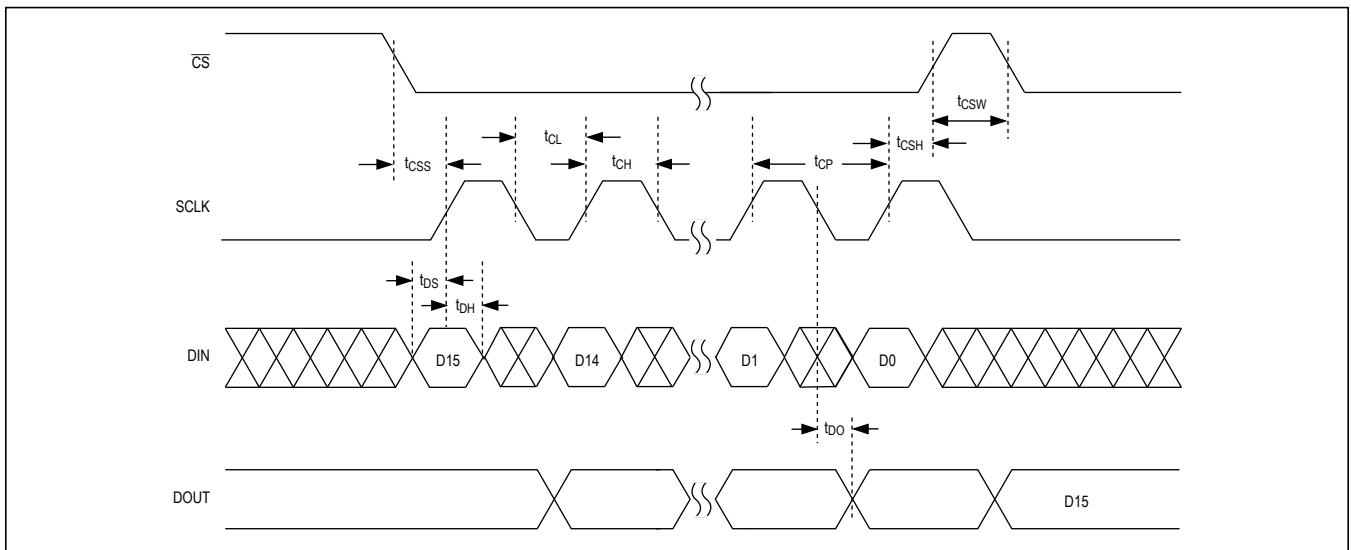 CS
tCSW
tCL
tCSH
tCSS
tCH
tCP
SCLK
tDS
tDH
DIN
D15
D14
D1
D0
tDO
DOUT
D15